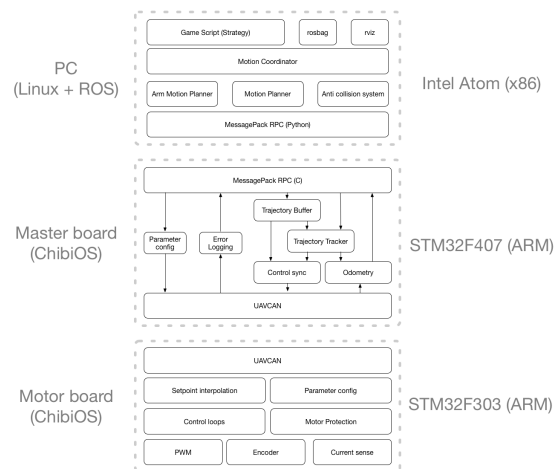 Game Script (Strategy)
rosbag
rviz
PC
(Linux + ROS)
Motion Coordinator
Intel Atom (x86)
Arm Motion Planner
Motion Planner
Anti collision system
MessagePack RPC (Python)
MessagePack RPC (C)
Trajectory Buffer
Master board
(ChibiOS)
Parameter
config
Error
Logging
Trajectory Tracker
STM32F407 (ARM)
Control sync
Odometry
UAVCAN
UAVCAN
Motor board
(ChibiOS)
Setpoint interpolation
Parameter config
STM32F303 (ARM)
Control loops
Motor Protection
PWM
Encoder
Current sense